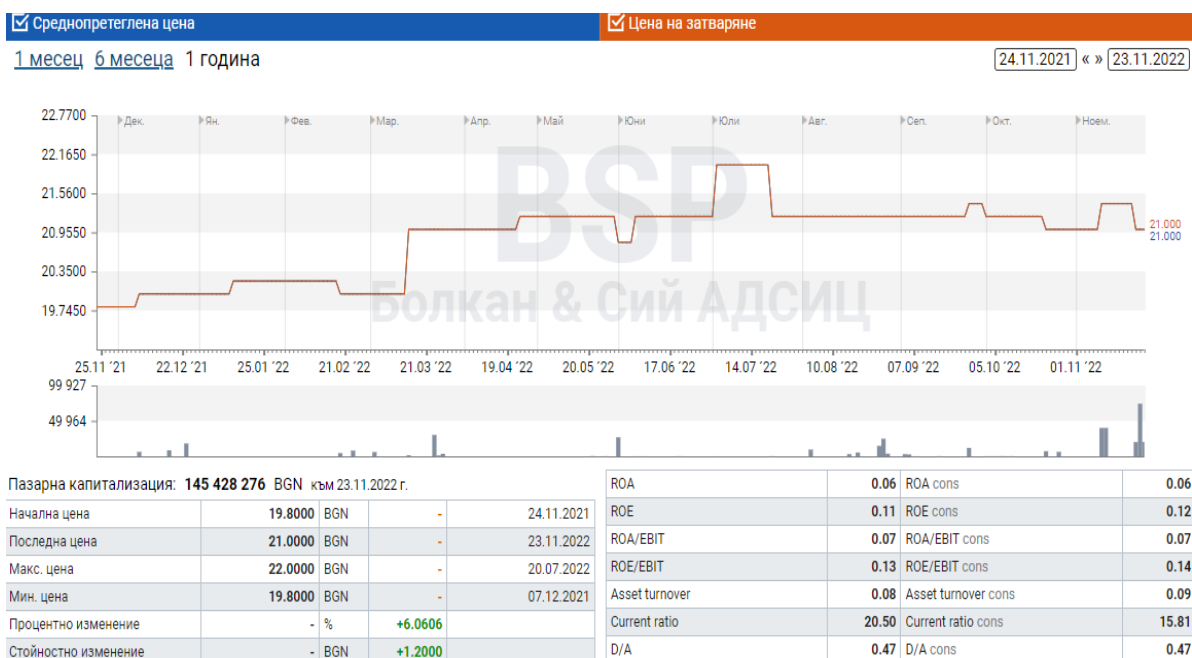 Среднопретеглена цена
Цена на затваряне
1 месец 6 месеца 1 година
24.11.2021 « » 23.11.2022
22.7700
22.1650
21.5600
20.9550
20.3500
19.7450
Дек. Ян. Фев. Мар. Апр. Май Юни Юли Авг. Сеп. Окт. Ноем.
BSP
Болкан & Сий АДСИЦ
21.000
21.000
25.11 '21 22.12 '21 25.01 '22 21.02 '22 21.03 '22 19.04 '22 20.05 '22 17.06 '22 14.07 '22 10.08 '22 07.09 '22 05.10 '22 01.11 '22
99 927
49 964
Пазарна капитализация: 145 428 276 BGN към 23.11.2022 г.
Начална цена 19.8000 BGN - 24.11.2021
Последна цена 21.0000 BGN - 23.11.2022
Макс. цена 22.0000 BGN - 20.07.2022
Мин. цена 19.8000 BGN - 07.12.2021
Процентно изменение - % +6.0606
Стойностно изменение - BGN +1.2000
ROA 0.06 ROA cons 0.06
ROE 0.11 ROE cons 0.12
ROA/EBIT 0.07 ROA/EBIT cons 0.07
ROE/EBIT 0.13 ROE/EBIT cons 0.14
Asset turnover 0.08 Asset turnover cons 0.09
Current ratio 20.50 Current ratio cons 15.81
D/A 0.47 D/A cons 0.47